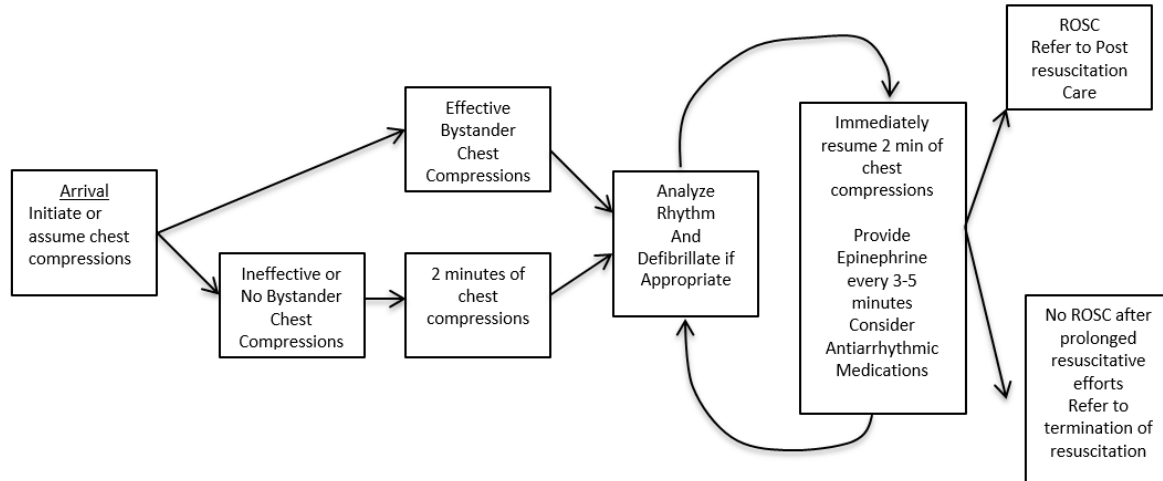 Arrival
Initiate or
assume chest
compressions
Effective
Bystander
Chest
Compressions
Ineffective or
No Bystander
Chest
Compressions
2 minutes of
chest
compressions
Analyze
Rhythm
And
Defibrillate if
Appropriate
Immediately
resume 2 min of
chest
compressions
Provide
Epinephrine
every 3-5
minutes
Consider
Antiarrhythmic
Medications
ROSC
Refer to Post
resuscitation
Care
No ROSC after
prolonged
resuscitative
efforts
Refer to
termination of
resuscitation